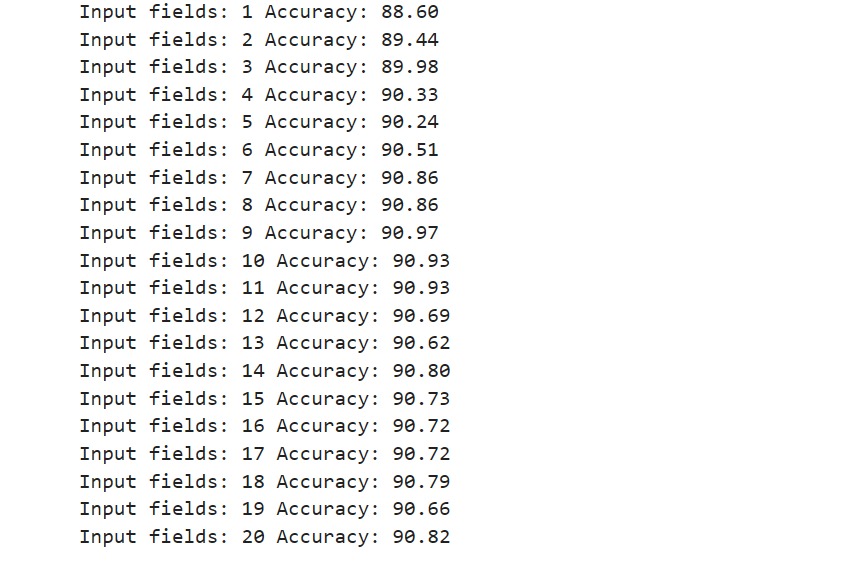 Input fields: 1 Accuracy: 88.60
Input fields: 2 Accuracy: 89.44
Input fields: 3 Accuracy: 89.98
Input fields: 4 Accuracy: 90.33
Input fields: 5 Accuracy: 90.24
Input fields: 6 Accuracy: 90.51
Input fields: 7 Accuracy: 90.86
Input fields: 8 Accuracy: 90.86
Input fields: 9 Accuracy: 90.97
Input fields: 10 Accuracy: 90.93
Input fields: 11 Accuracy: 90.93
Input fields: 12 Accuracy: 90.69
Input fields: 13 Accuracy: 90.62
Input fields: 14 Accuracy: 90.80
Input fields: 15 Accuracy: 90.73
Input fields: 16 Accuracy: 90.72
Input fields: 17 Accuracy: 90.72
Input fields: 18 Accuracy: 90.79
Input fields: 19 Accuracy: 90.66
Input fields: 20 Accuracy: 90.82